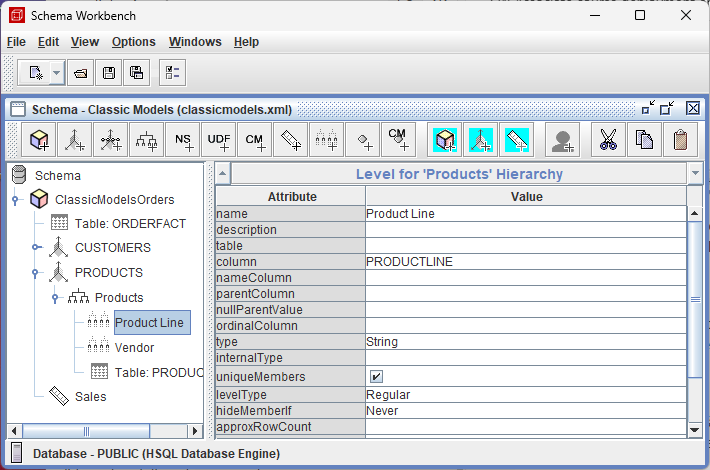 Schema Workbench
File Edit View Options Windows Help
Schema - Classic Models (classicmodels.xml)
NS UDF CM CM
Schema
ClassicModelsOrders
Table: ORDERFACT
CUSTOMERS
PRODUCTS
Products
Product Line
Vendor
Table: PRODUC
Sales
Level for 'Products' Hierarchy
Attribute Value
name Product Line
description
table
column PRODUCTLINE
nameColumn
parentColumn
nullParentValue
ordinalColumn
type String
internalType
uniqueMembers
levelType Regular
hideMemberIf Never
approxRowCount
Database - PUBLIC (HSQL Database Engine)